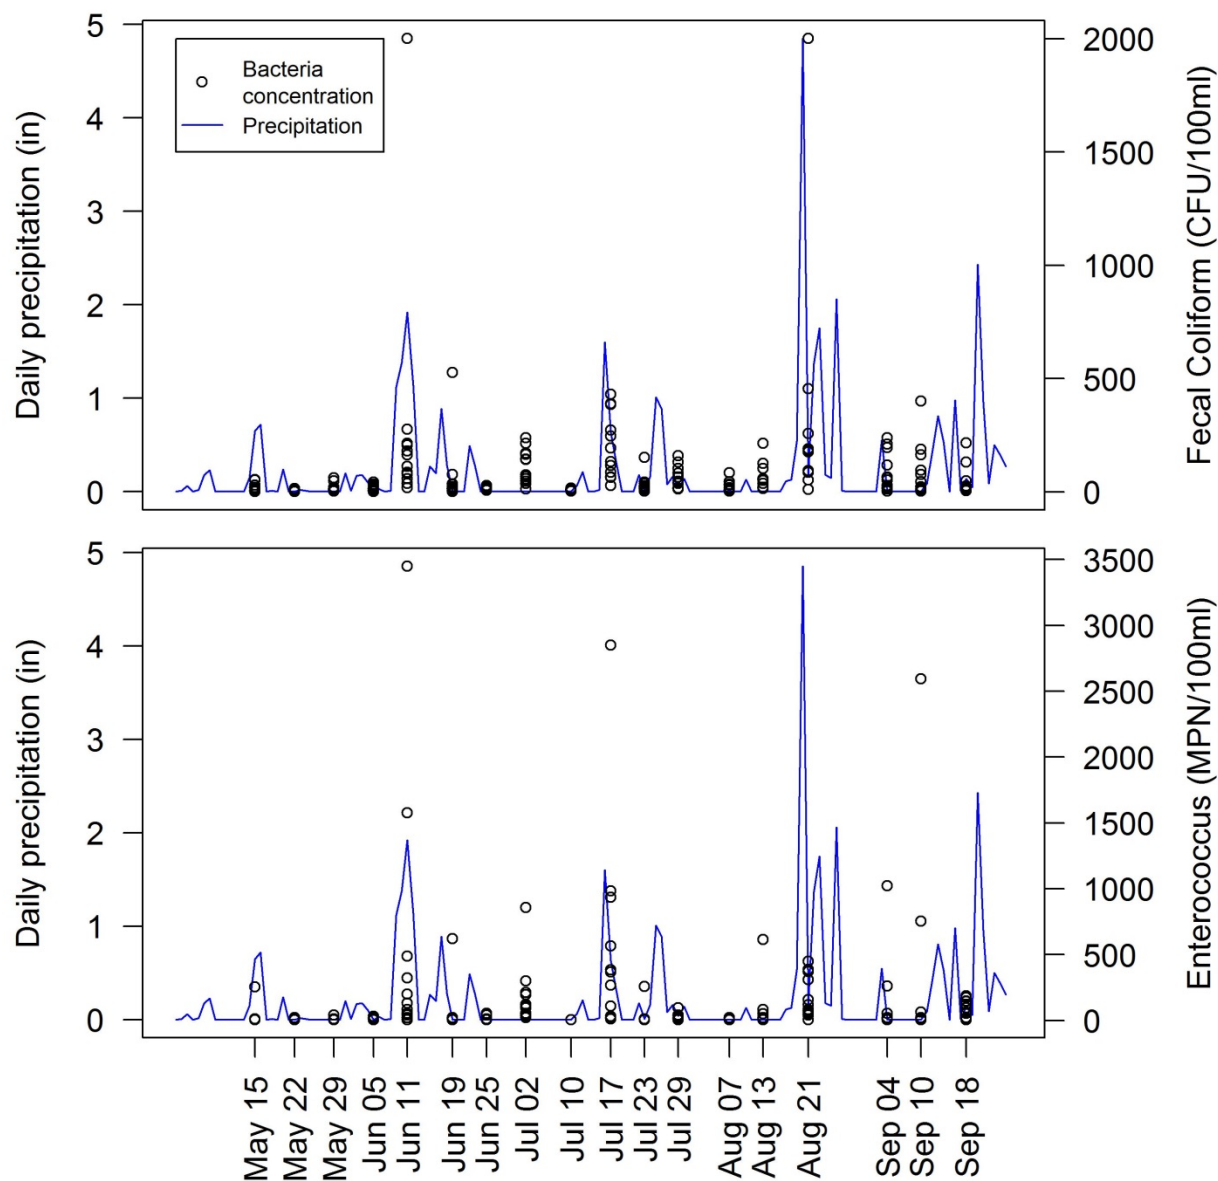 Daily precipitation (in)
5
4
3
2
1
0
Bacteria
concentration
Precipitation
2000
1500
1000
500
0
Fecal Coliform (CFU/100ml)
Daily precipitation (in)
5
4
3
2
1
0
3500
3000
2500
2000
1500
1000
500
0
Enterococcus (MPN/100ml)
May 15
May 22
May 29
Jun 05
Jun 11
Jun 19
Jun 25
Jul 02
Jul 10
Jul 17
Jul 23
Jul 29
Aug 07
Aug 13
Aug 21
Sep 04
Sep 10
Sep 18